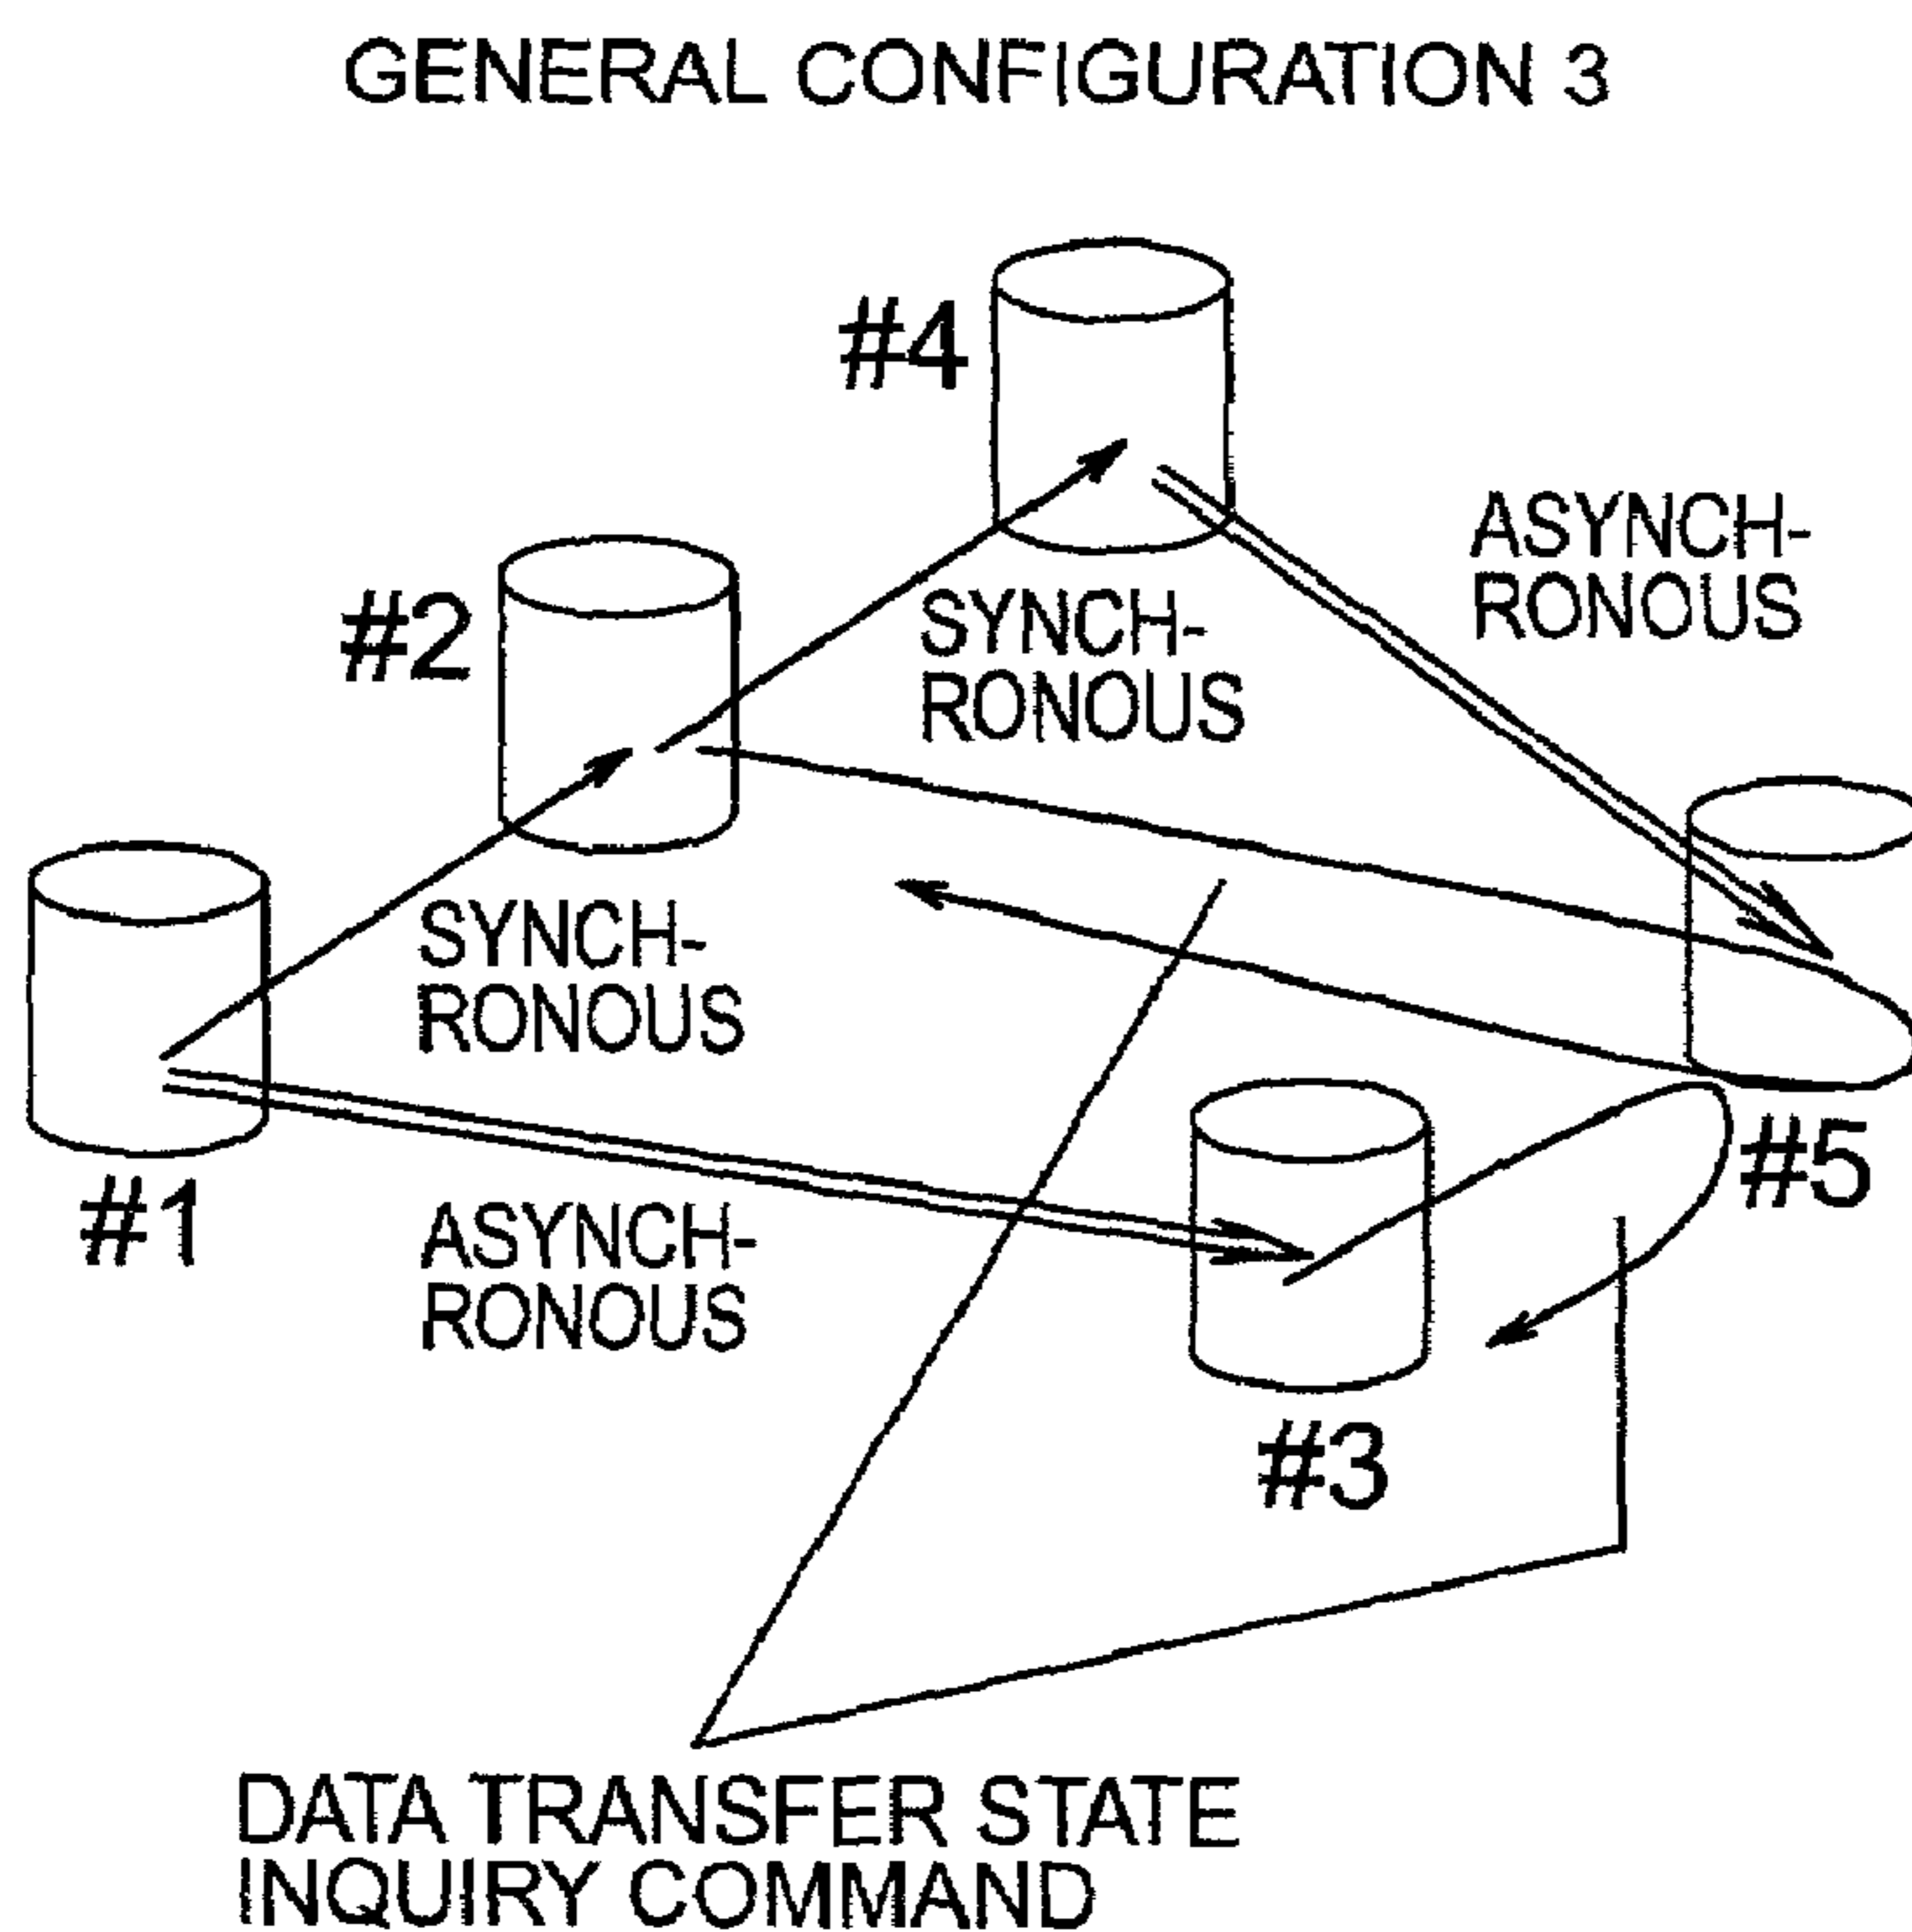 GENERAL CONFIGURATION 3
#4
ASYNCH-
RONOUS
#2
SYNCH-
RONOUS
SYNCH-
RONOUS
#1
#5
ASYNCH-
RONOUS
#3
DATA TRANSFER STATE
INQUIRY COMMAND